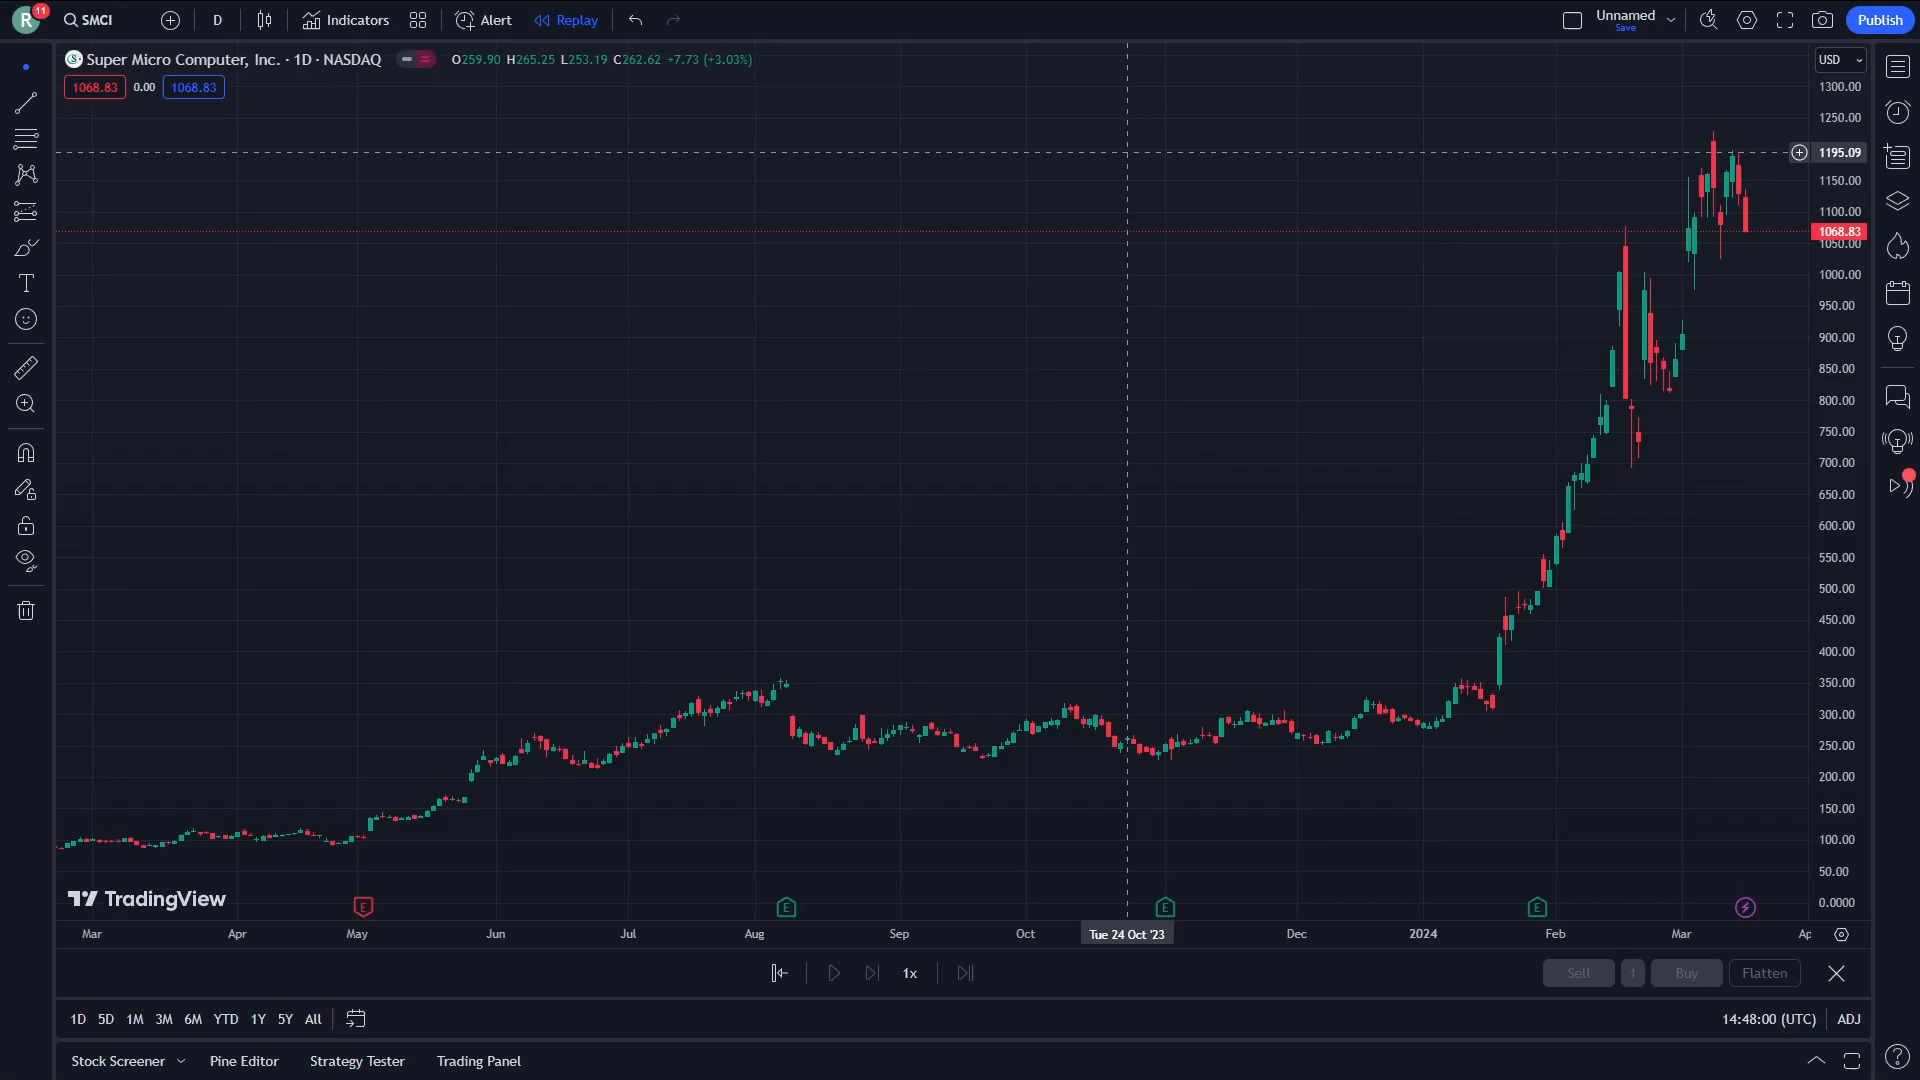 R 11 SMCI D Indicators Alert Replay Unnamed Save Publish
Super Micro Computer, Inc. · 1D · NASDAQ O259.90 H265.25 L253.19 C262.62 +7.73 (+3.03%)
USD
1068.83 0.00 1068.83
1300.00
1250.00
1195.09
1150.00
1100.00
1068.83
1050.00
1000.00
950.00
900.00
850.00
800.00
750.00
700.00
650.00
600.00
550.00
500.00
450.00
400.00
350.00
300.00
250.00
200.00
150.00
100.00
50.00
0.0000
TradingView
E E E E
Mar Apr May Jun Jul Aug Sep Oct Tue 24 Oct '23 Dec 2024 Feb Mar Ap
1x Sell 1 Buy Flatten
1D 5D 1M 3M 6M YTD 1Y 5Y All 14:48:00 (UTC) ADJ
Stock Screener Pine Editor Strategy Tester Trading Panel